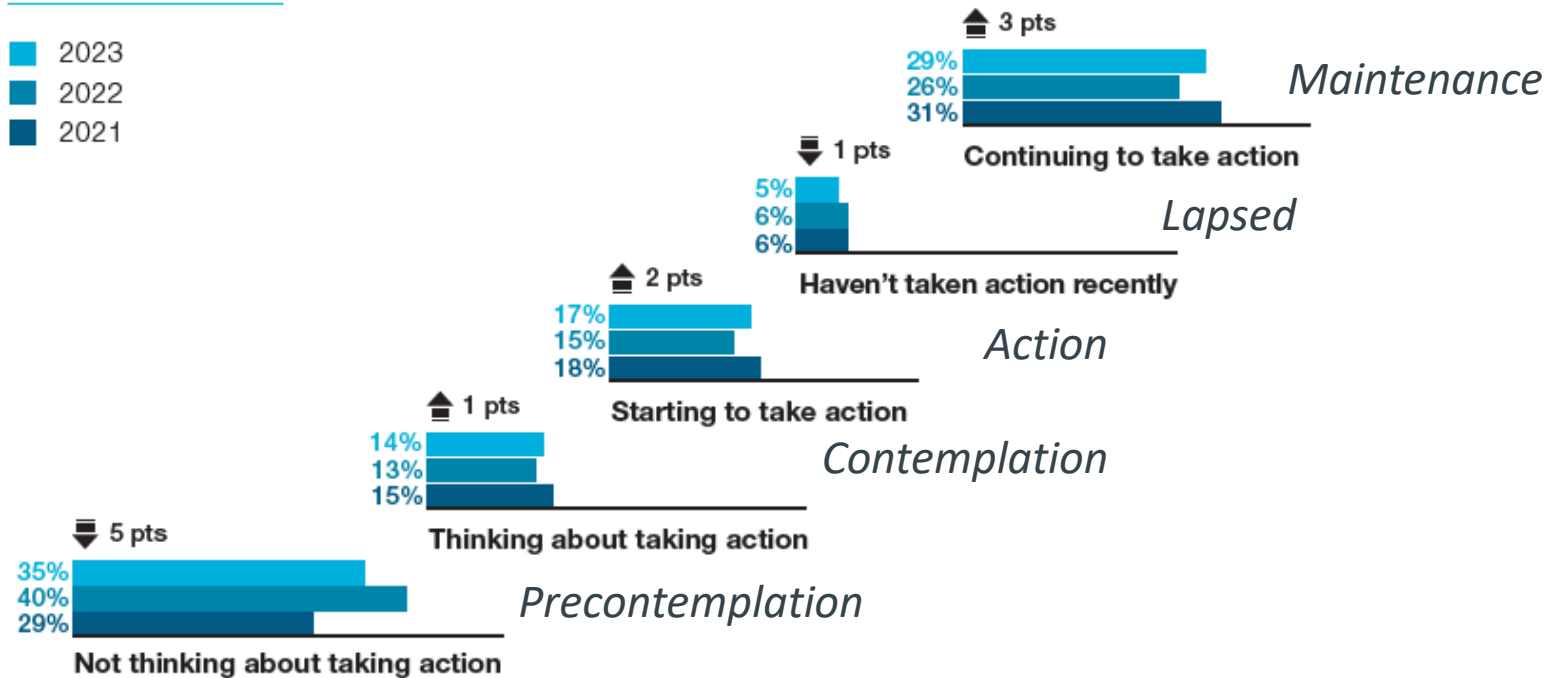 2023
2022
2021
3 pts
29%
26%
31%
Continuing to take action
Maintenance
1 pts
5%
6%
6%
Haven't taken action recently
Lapsed
2 pts
17%
15%
18%
Starting to take action
Action
1 pts
14%
13%
15%
Thinking about taking action
Contemplation
5 pts
35%
40%
29%
Not thinking about taking action
Precontemplation